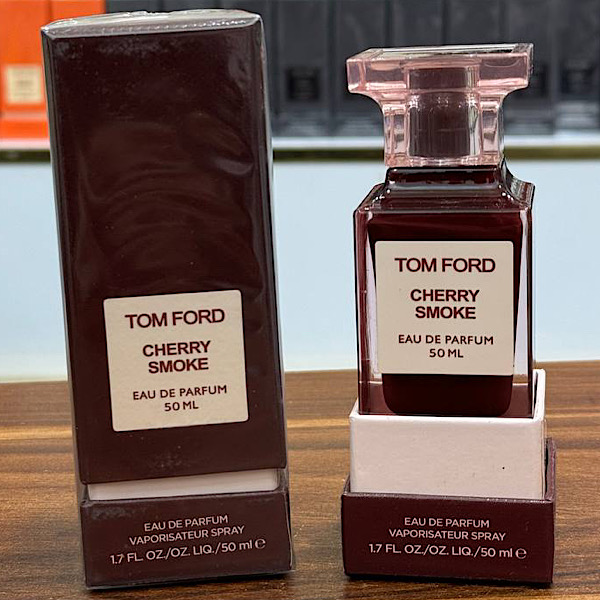 TOM FORD
CHERRY
SMOKE
EAU DE PARFUM
50 ML
EAU DE PARFUM
VAPORISATEUR SPRAY
1.7 FL. OZ./OZ. LIQ./50 ml ℮
TOM FORD
CHERRY
SMOKE
EAU DE PARFUM
50 ML
EAU DE PARFUM
VAPORISATEUR SPRAY
1.7 FL. OZ./OZ. LIQ./50 ml ℮